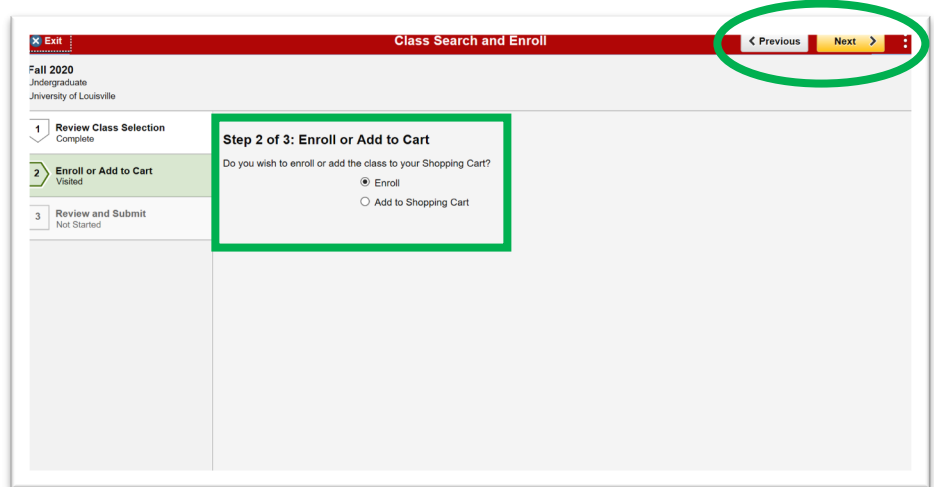 Exit
Class Search and Enroll
Previous
Next
Fall 2020
Undergraduate
University of Louisville
1 Review Class Selection
Complete
2 Enroll or Add to Cart
Visited
3 Review and Submit
Not Started
Step 2 of 3: Enroll or Add to Cart
Do you wish to enroll or add the class to your Shopping Cart?
Enroll
Add to Shopping Cart